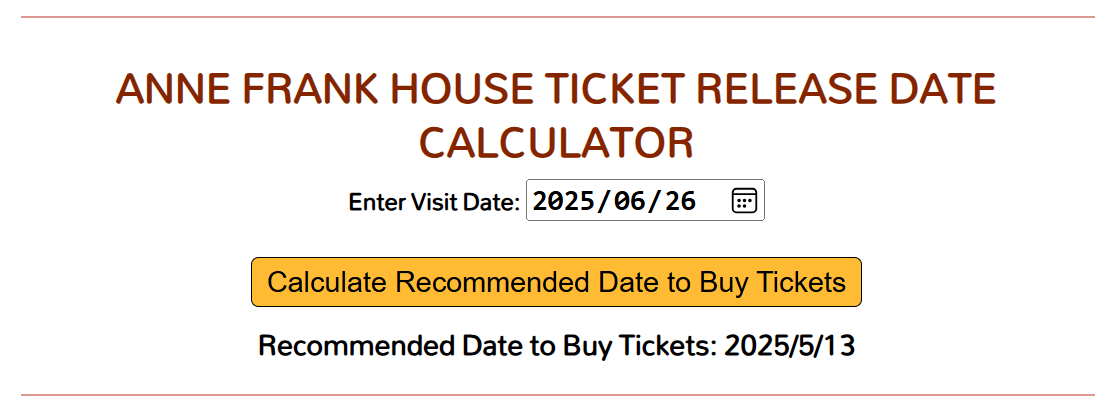 ANNE FRANK HOUSE TICKET RELEASE DATE
CALCULATOR
Enter Visit Date: 2025/06/26
Calculate Recommended Date to Buy Tickets
Recommended Date to Buy Tickets: 2025/5/13